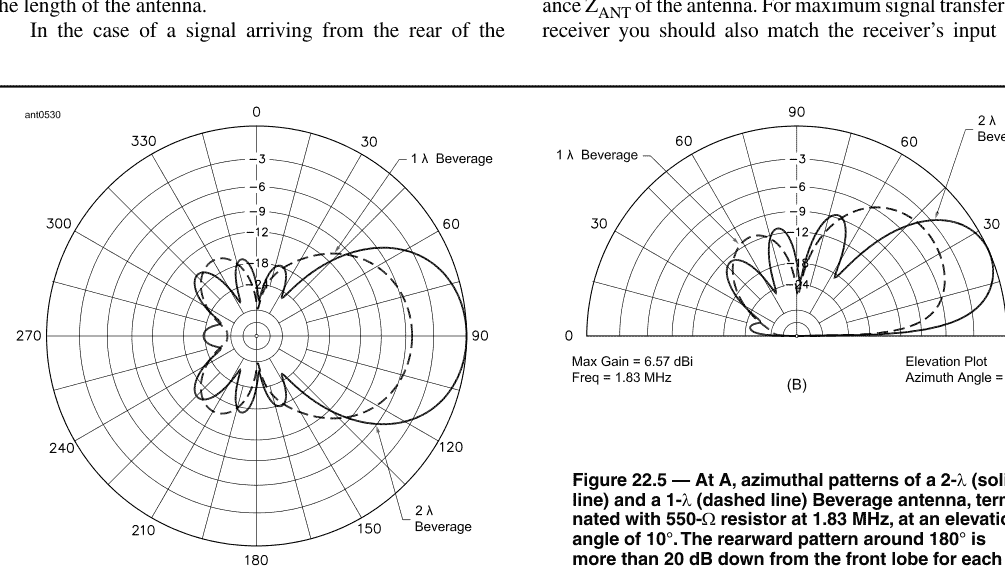 he length of the antenna.
In the case of a signal arriving from the rear of the
ance Z_ANT of the antenna. For maximum signal transfer
receiver you should also match the receiver's input
ant0530
0
330
30
1 λ Beverage
300
60
-3
-6
-9
-12
-18
-24
270
90
240
120
210
150
2 λ
Beverage
180
90
2 λ
Beve
1 λ Beverage
60
60
30
30
-3
-6
-9
-12
-18
-24
0
Max Gain = 6.57 dBi
Freq = 1.83 MHz
(B)
Elevation Plot
Azimuth Angle =
Figure 22.5 — At A, azimuthal patterns of a 2-λ (soli
line) and a 1-λ (dashed line) Beverage antenna, term
nated with 550-Ω resistor at 1.83 MHz, at an elevatio
angle of 10°. The rearward pattern around 180° is
more than 20 dB down from the front lobe for each